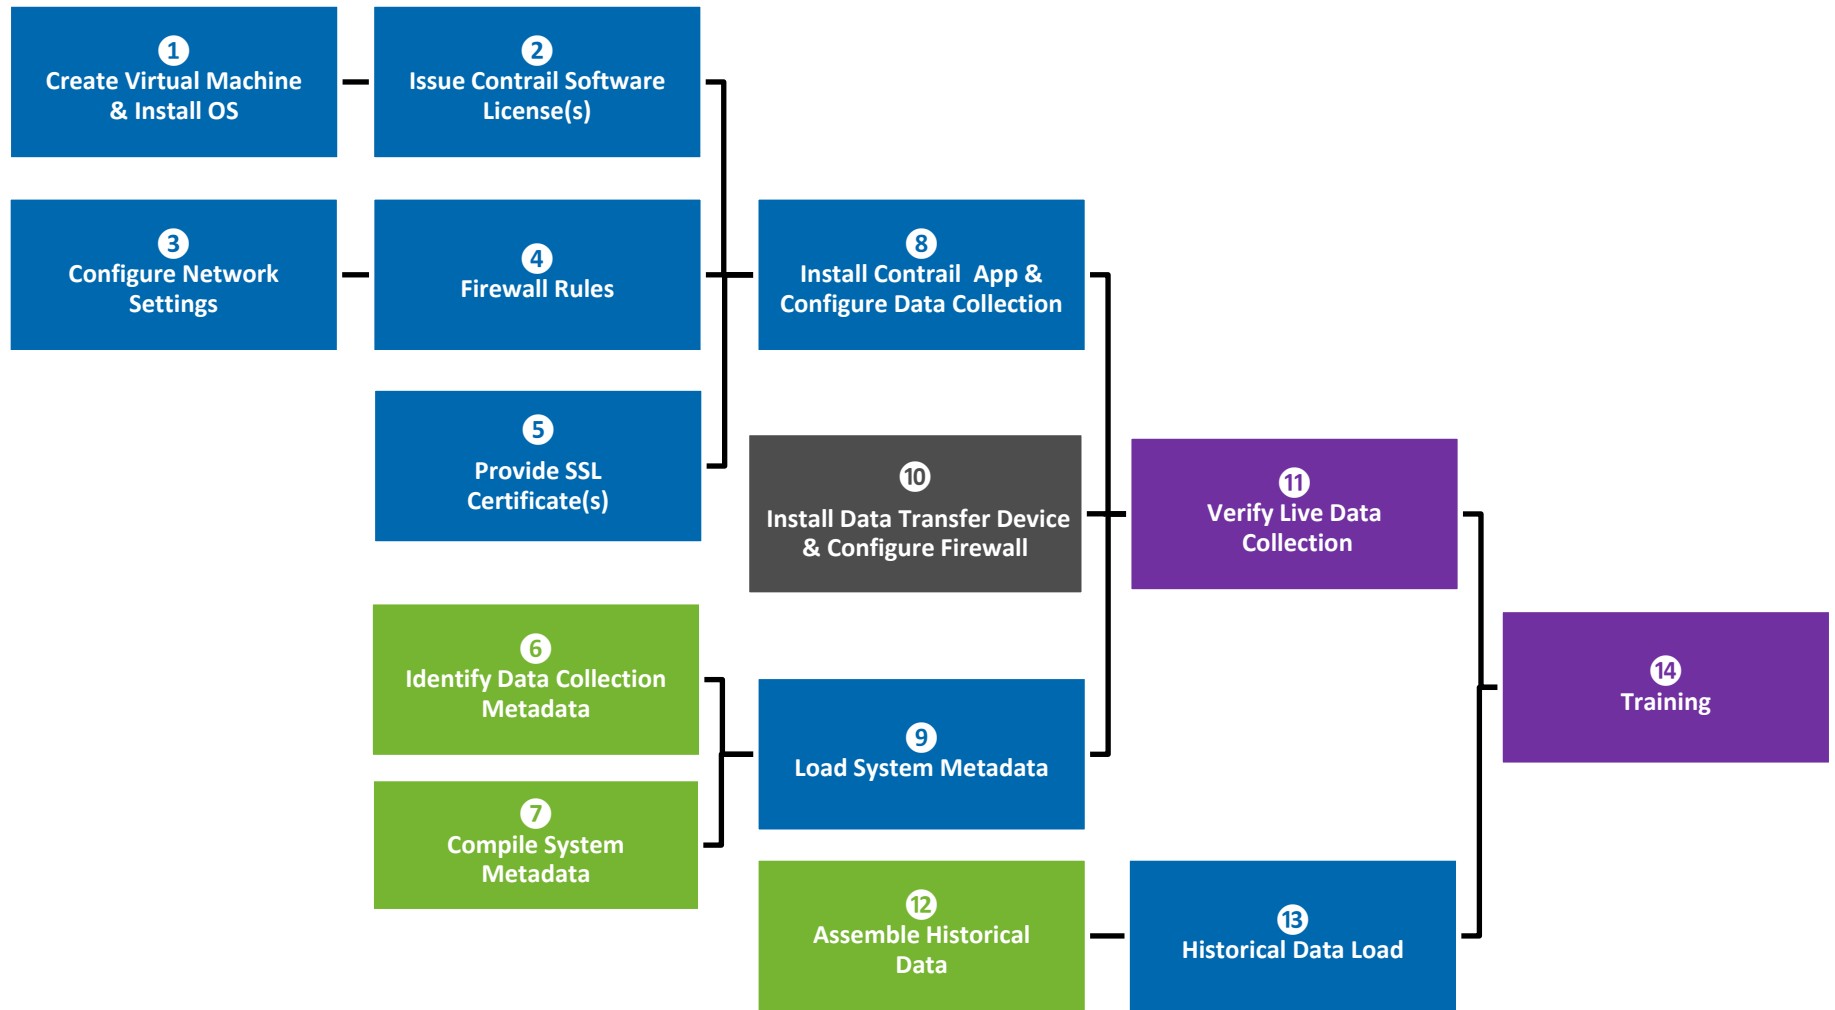 1
Create Virtual Machine
& Install OS
2
Issue Contrail Software
License(s)
3
Configure Network
Settings
4
Firewall Rules
5
Provide SSL
Certificate(s)
6
Identify Data Collection
Metadata
7
Compile System
Metadata
8
Install Contrail  App &
Configure Data Collection
10
Install Data Transfer Device
& Configure Firewall
9
Load System Metadata
12
Assemble Historical
Data
11
Verify Live Data
Collection
13
Historical Data Load
14
Training